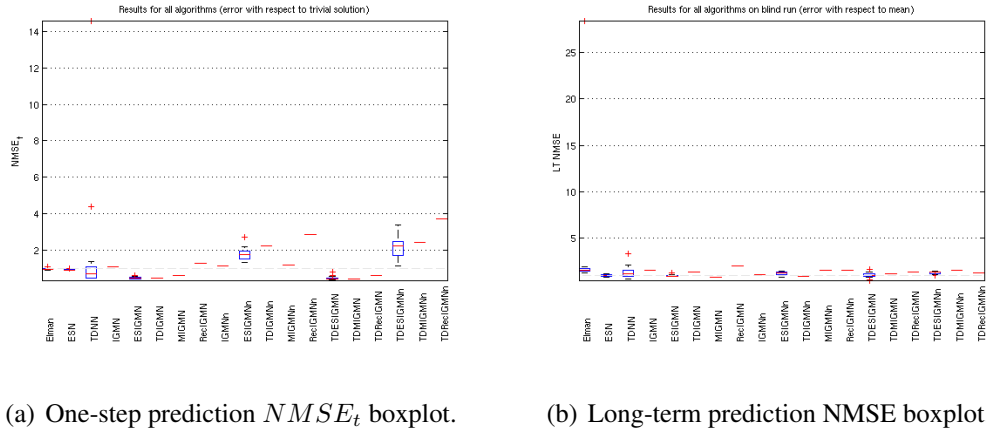 Results for all algorithms (error with respect to trivial solution)
14
12
10
8
6
4
2
NMSE_t
Elman
ESN
TDNN
IGMN
ESIGMN
TDIGMN
MIGMN
RecIGMN
IGMNn
ESIGMNn
TDIGMNn
MIGMNn
RecIGMNn
TDESIGMN
TDMIGMN
TDRecIGMN
TDESIGMNn
TDMIGMNn
TDRecIGMNn
(a) One-step prediction NMSE_t boxplot.
Results for all algorithms on blind run (error with respect to mean)
25
20
15
10
5
LT NMSE
Elman
ESN
TDNN
IGMN
ESIGMN
TDIGMN
MIGMN
RecIGMN
IGMNn
ESIGMNn
TDIGMNn
MIGMNn
RecIGMNn
TDESIGMN
TDMIGMN
TDRecIGMN
TDESIGMNn
TDMIGMNn
TDRecIGMNn
(b) Long-term prediction NMSE boxplot